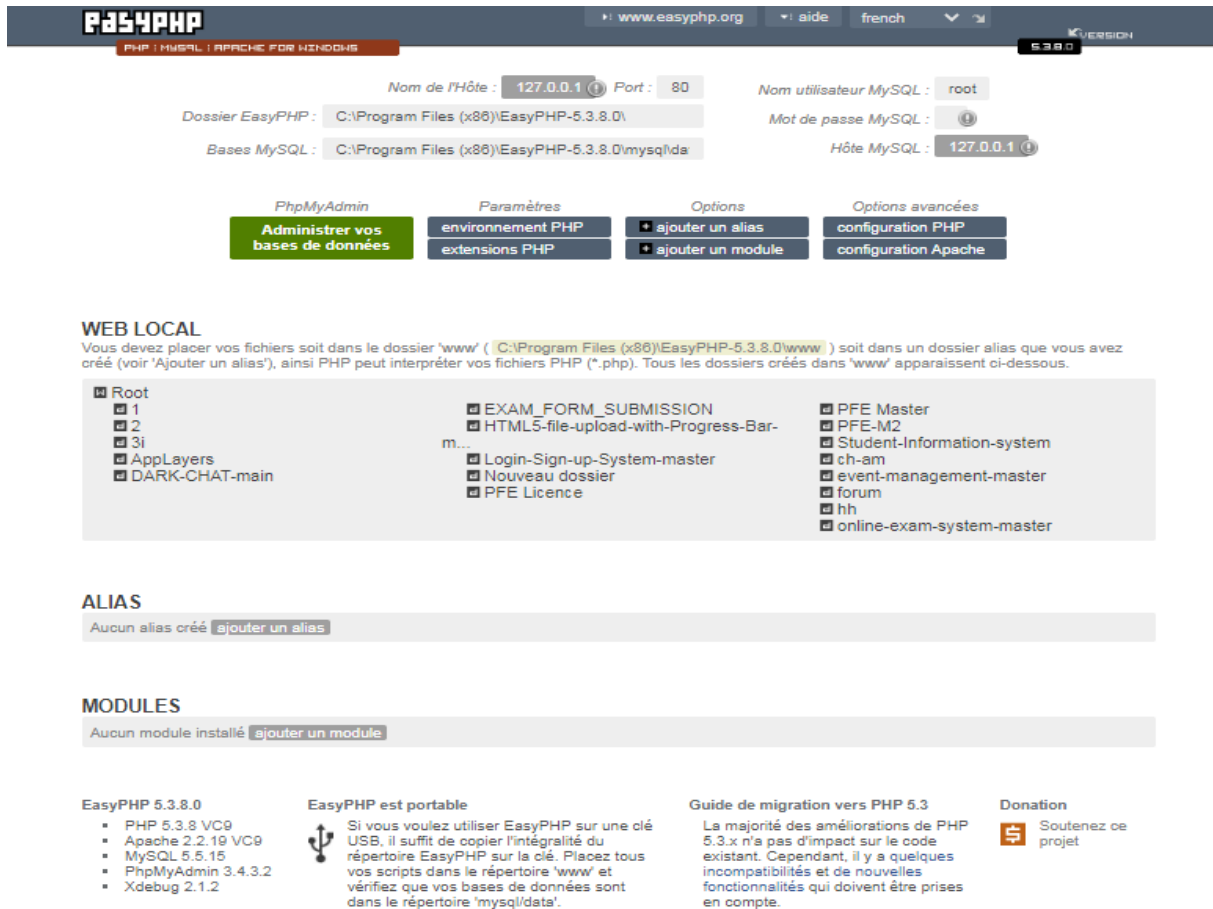 EASYPHP
PHP | MYSQL | APACHE FOR WINDOWS
www.easyphp.org
aide
french
VERSION
5.3.8.0
Nom de l'Hôte : 127.0.0.1 Port : 80
Dossier EasyPHP : C:\Program Files (x86)\EasyPHP-5.3.8.0\
Bases MySQL : C:\Program Files (x86)\EasyPHP-5.3.8.0\mysql\da
Nom utilisateur MySQL : root
Mot de passe MySQL :
Hôte MySQL : 127.0.0.1
PhpMyAdmin
Administrer vos
bases de données
Paramètres
environnement PHP
extensions PHP
Options
ajouter un alias
ajouter un module
Options avancées
configuration PHP
configuration Apache
WEB LOCAL
Vous devez placer vos fichiers soit dans le dossier 'www' ( C:\Program Files (x86)\EasyPHP-5.3.8.0\www ) soit dans un dossier alias que vous avez
créé (voir 'Ajouter un alias'), ainsi PHP peut interpréter vos fichiers PHP (*.php). Tous les dossiers créés dans 'www' apparaissent ci-dessous.
Root
1
2
3i
AppLayers
DARK-CHAT-main
EXAM_FORM_SUBMISSION
HTML5-file-upload-with-Progress-Bar-
m...
Login-Sign-up-System-master
Nouveau dossier
PFE Licence
PFE Master
PFE-M2
Student-Information-system
ch-am
event-management-master
forum
hh
online-exam-system-master
ALIAS
Aucun alias créé ajouter un alias
MODULES
Aucun module installé ajouter un module
EasyPHP 5.3.8.0
PHP 5.3.8 VC9
Apache 2.2.19 VC9
MySQL 5.5.15
PhpMyAdmin 3.4.3.2
Xdebug 2.1.2
EasyPHP est portable
Si vous voulez utiliser EasyPHP sur une clé
USB, il suffit de copier l'intégralité du
répertoire EasyPHP sur la clé. Placez tous
vos scripts dans le répertoire 'www' et
vérifiez que vos bases de données sont
dans le répertoire 'mysql/data'.
Guide de migration vers PHP 5.3
La majorité des améliorations de PHP
5.3.x n'a pas d'impact sur le code
existant. Cependant, il y a quelques
incompatibilités et de nouvelles
fonctionnalités qui doivent être prises
en compte.
Donation
Soutenez ce
projet